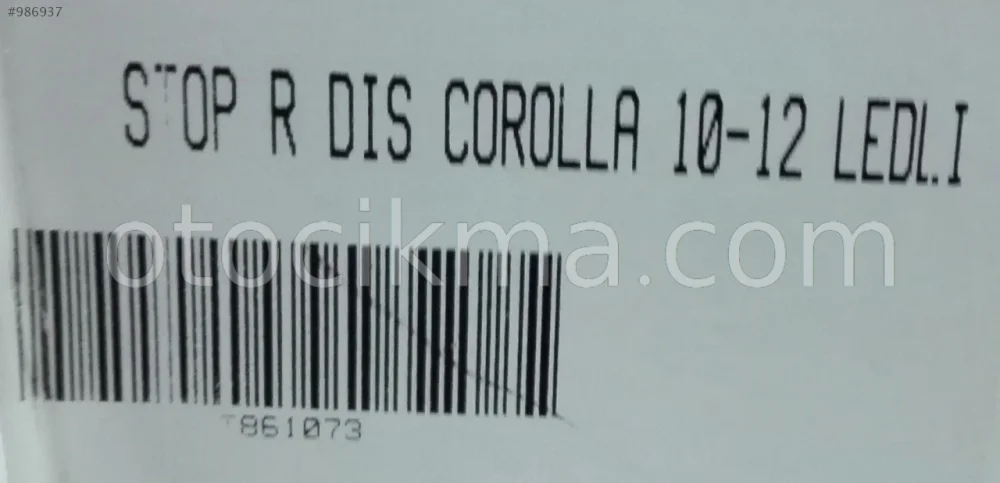 #986937
STOP R DIS COROLLA 10-12 LEDLI
otocikma.com
T861073